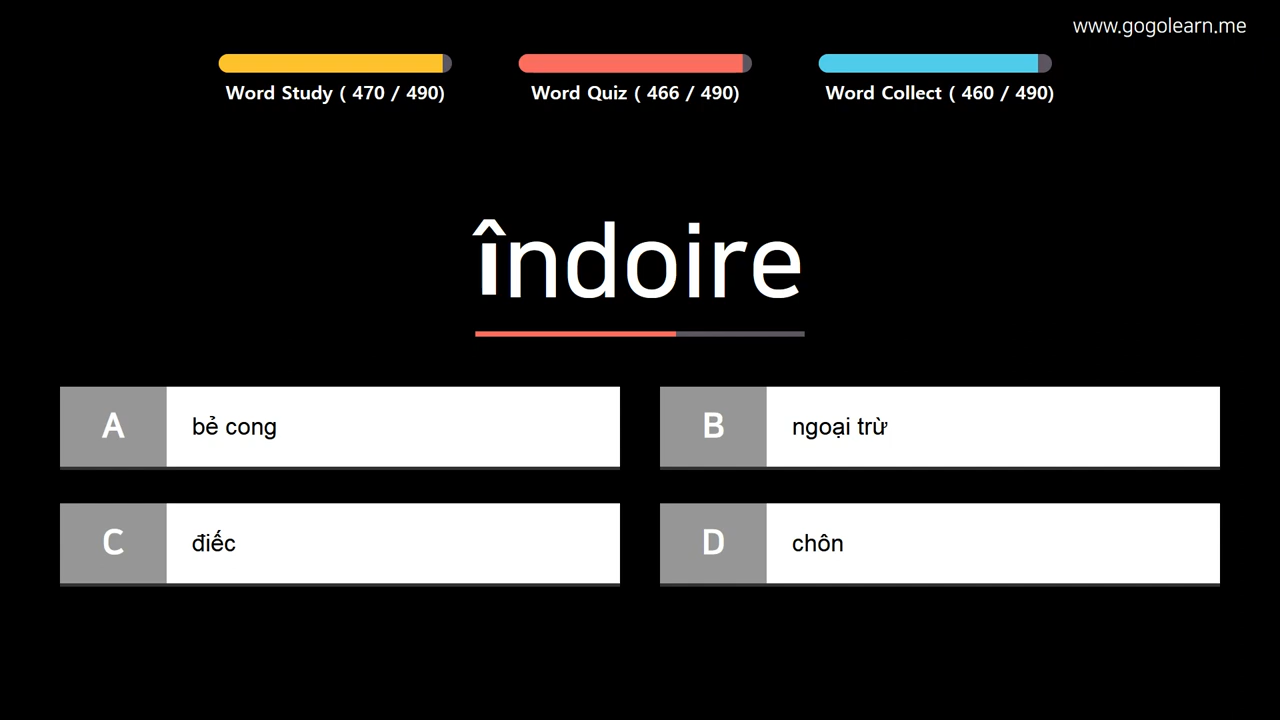 www.gogolearn.me
Word Study ( 470 / 490)
Word Quiz ( 466 / 490)
Word Collect ( 460 / 490)
îndoire
A bẻ cong
B ngoại trừ
C điếc
D chôn